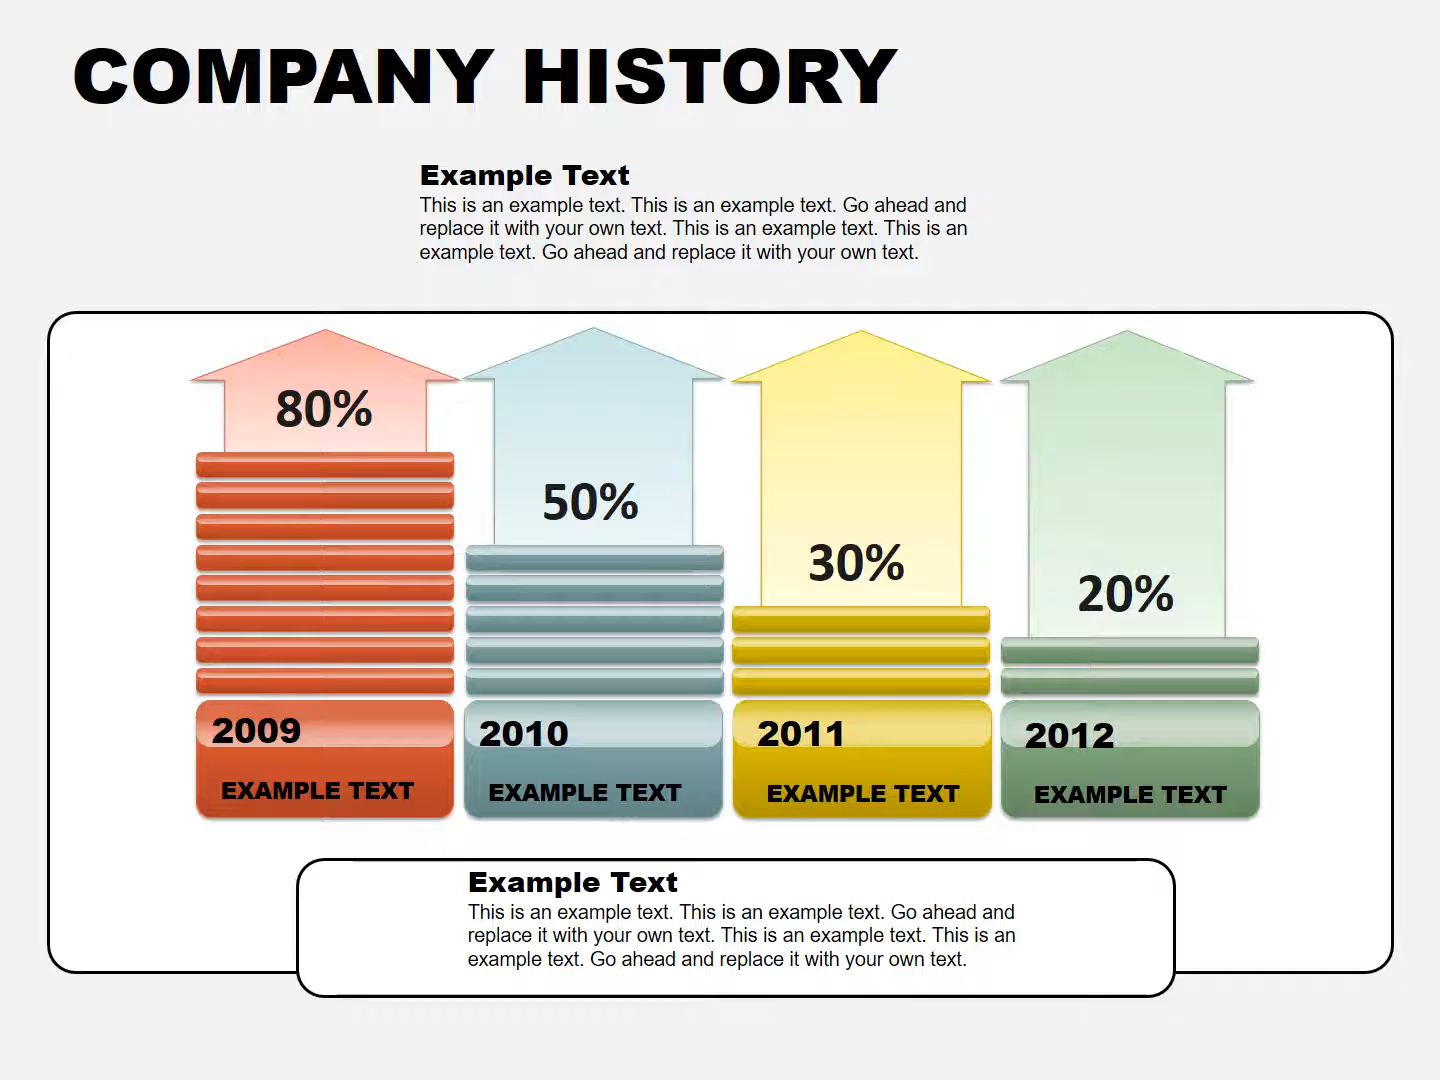 COMPANY HISTORY
Example Text
This is an example text. This is an example text. Go ahead and
replace it with your own text. This is an example text. This is an
example text. Go ahead and replace it with your own text.
80%
50%
30%
20%
2009
2010
2011
2012
EXAMPLE TEXT
EXAMPLE TEXT
EXAMPLE TEXT
EXAMPLE TEXT
Example Text
This is an example text. This is an example text. Go ahead and
replace it with your own text. This is an example text. This is an
example text. Go ahead and replace it with your own text.